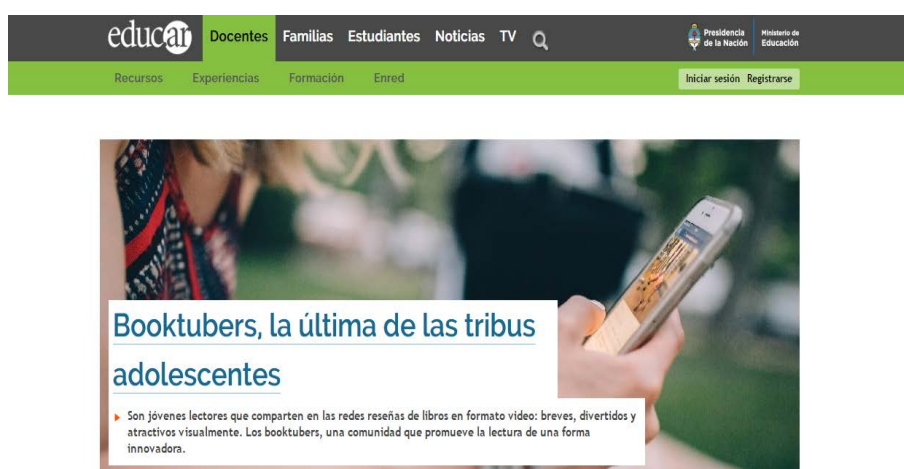 educar Docentes Familias Estudiantes Noticias TV
Presidencia de la Nación
Ministerio de Educación
Recursos Experiencias Formación Enred
Iniciar sesión Registrarse
Booktubers, la última de las tribus
adolescentes
Son jóvenes lectores que comparten en las redes reseñas de libros en formato video: breves, divertidos y
atractivos visualmente. Los booktubers, una comunidad que promueve la lectura de una forma
innovadora.